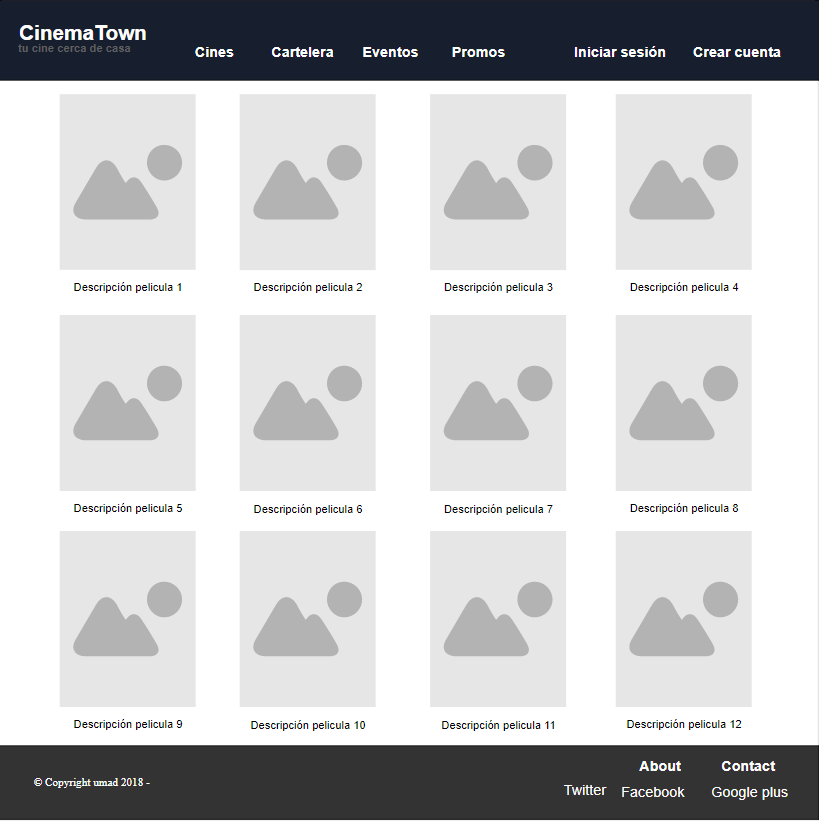 CinemaTown
tu cine cerca de casa
Cines Cartelera Eventos Promos Iniciar sesión Crear cuenta
Descripción pelicula 1 Descripción pelicula 2 Descripción pelicula 3 Descripción pelicula 4
Descripción pelicula 5 Descripción pelicula 6 Descripción pelicula 7 Descripción pelicula 8
Descripción pelicula 9 Descripción pelicula 10 Descripción pelicula 11 Descripción pelicula 12
About Contact
© Copyright umad 2018 -
Twitter Facebook Google plus